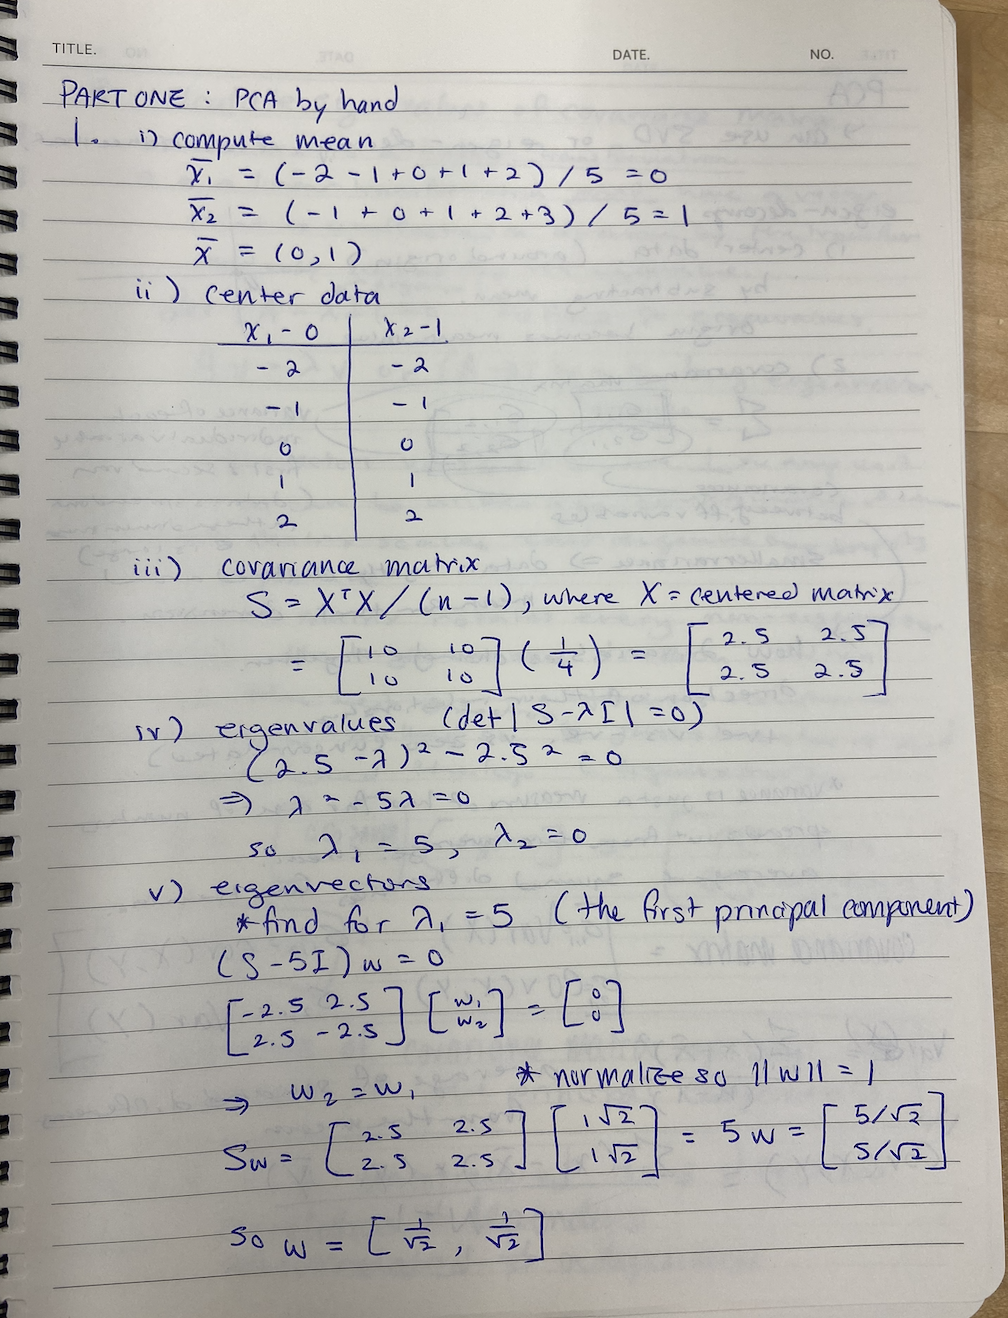 TITLE. DATE. NO.
PART ONE : PCA by hand
1. i) compute mean
x̄₁ = (-2 -1 + 0 + 1 + 2) / 5 = 0
x̄₂ = (-1 + 0 + 1 + 2 + 3) / 5 = 1
x̄ = (0, 1)
ii) center data
x₁ - 0 | x₂ - 1
-2 | -2
-1 | -1
0 | 0
1 | 1
2 | 2
iii) covariance matrix
S = XᵀX / (n-1), where X = centered matrix
= [10 10; 10 10] (1/4) = [2.5 2.5; 2.5 2.5]
iv) eigenvalues (det | S - λI | = 0)
(2.5 - λ)² - 2.5² = 0
⇒ λ² - 5λ = 0
so λ₁ = 5, λ₂ = 0
v) eigenvectors
*find for λ₁ = 5 (the first principal component)
(S - 5I) w = 0
[-2.5 2.5; 2.5 -2.5] [w₁; w₂] = [0; 0]
⇒ w₂ = w₁ * normalize so ||w|| = 1
Sw = [2.5 2.5; 2.5 2.5] [1√2; 1√2] = 5w = [5/√2; 5/√2]
so w = [1/√2, 1/√2]